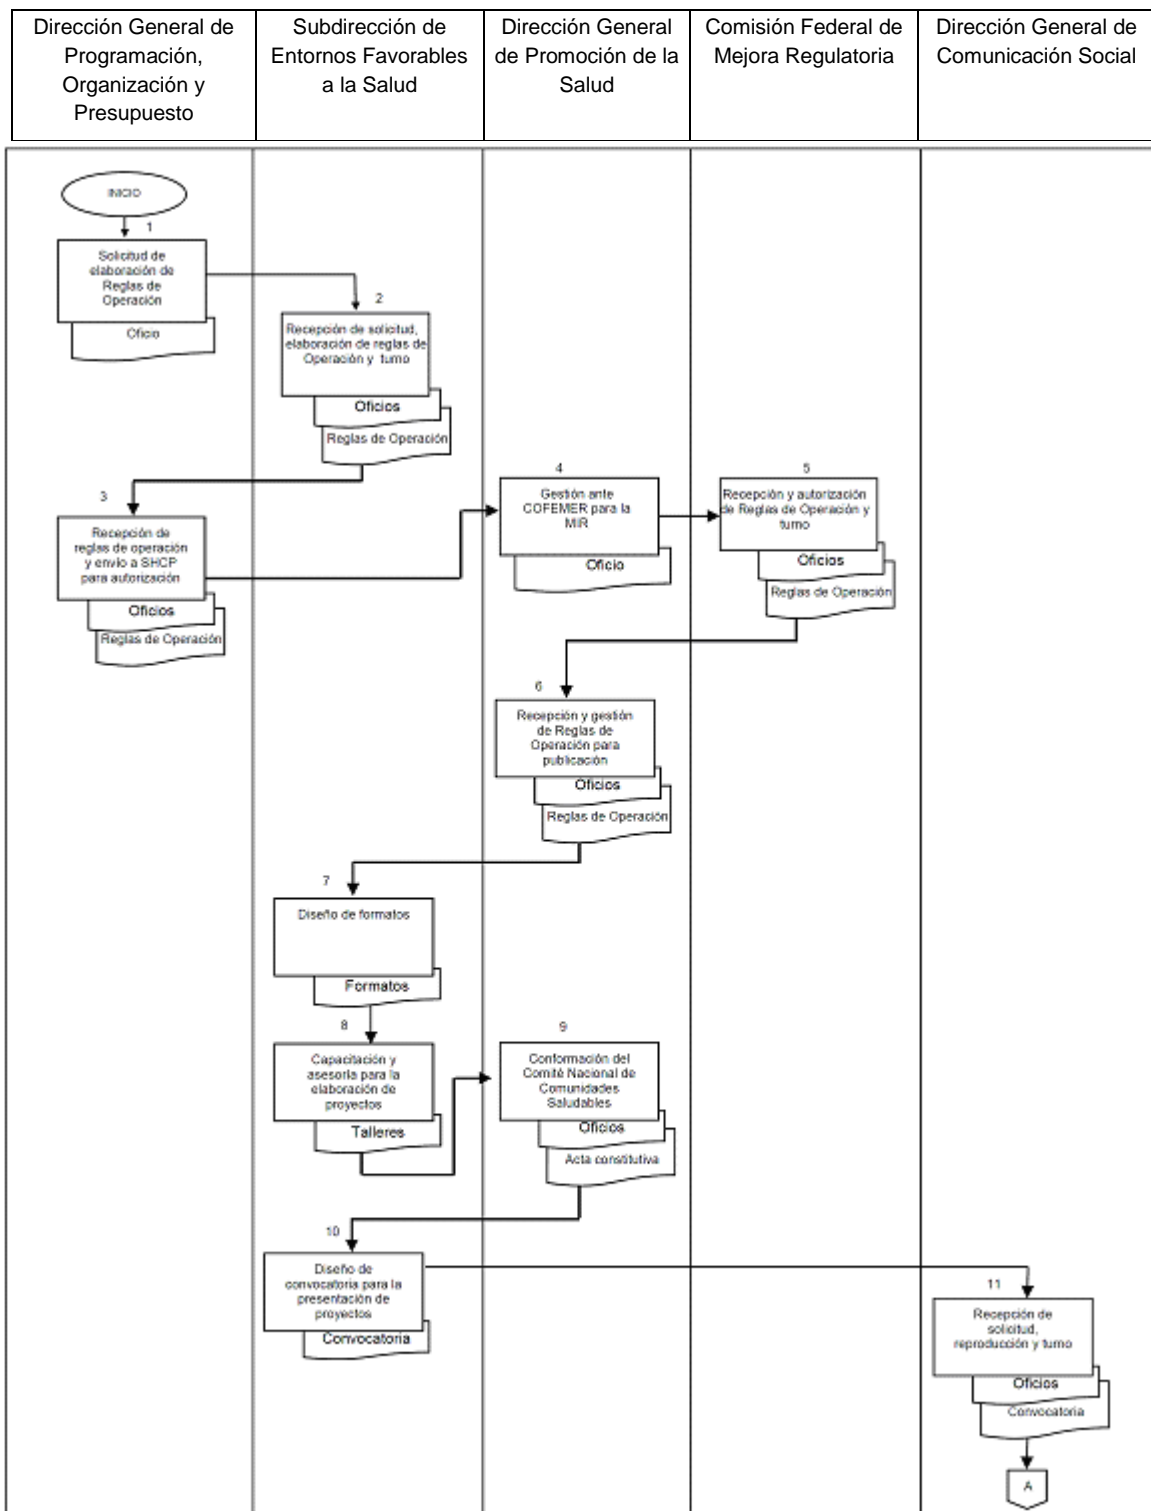 Dirección General de
Programación,
Organización y
Presupuesto
Subdirección de
Entornos Favorables
a la Salud
Dirección General
de Promoción de la
Salud
Comisión Federal de
Mejora Regulatoria
Dirección General de
Comunicación Social
INICIO
1
Solicitud de
elaboración de
Reglas de
Operación
Oficio
2
Recepción de solicitud,
elaboración de reglas de
Operación y turno
Oficios
Reglas de Operación
3
Recepción de
reglas de operación
y envío a SHCP
para autorización
Oficios
Reglas de Operación
4
Gestión ante
COFEMER para la
MIR
Oficio
5
Recepción y autorización
de Reglas de Operación y
turno
Oficios
Reglas de Operación
6
Recepción y gestión
de Reglas de
Operación para
publicación
Oficios
Reglas de Operación
7
Diseño de formatos
Formatos
8
Capacitación y
asesoría para la
elaboración de
proyectos
Talleres
9
Conformación del
Comité Nacional de
Comunidades
Saludables
Oficios
Acta constitutiva
10
Diseño de
convocatoria para la
presentación de
proyectos
Convocatoria
11
Recepción de
solicitud,
reproducción y turno
Oficios
Convocatoria
A